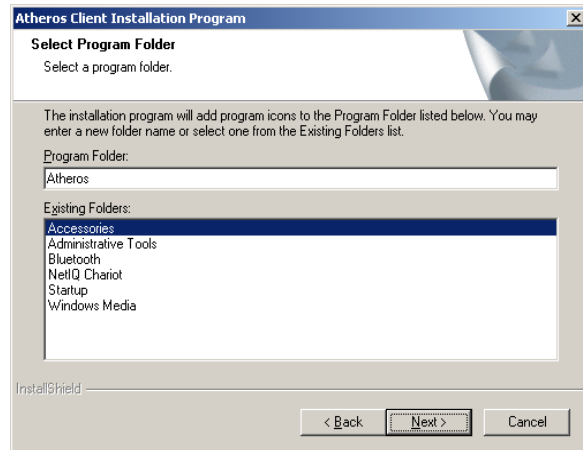 Atheros Client Installation Program
Select Program Folder
Select a program folder.
The installation program will add program icons to the Program Folder listed below. You may
enter a new folder name or select one from the Existing Folders list.
Program Folder:
Atheros
Existing Folders:
Accessories
Administrative Tools
Bluetooth
NetIQ Chariot
Startup
Windows Media
InstallShield
< Back
Next >
Cancel